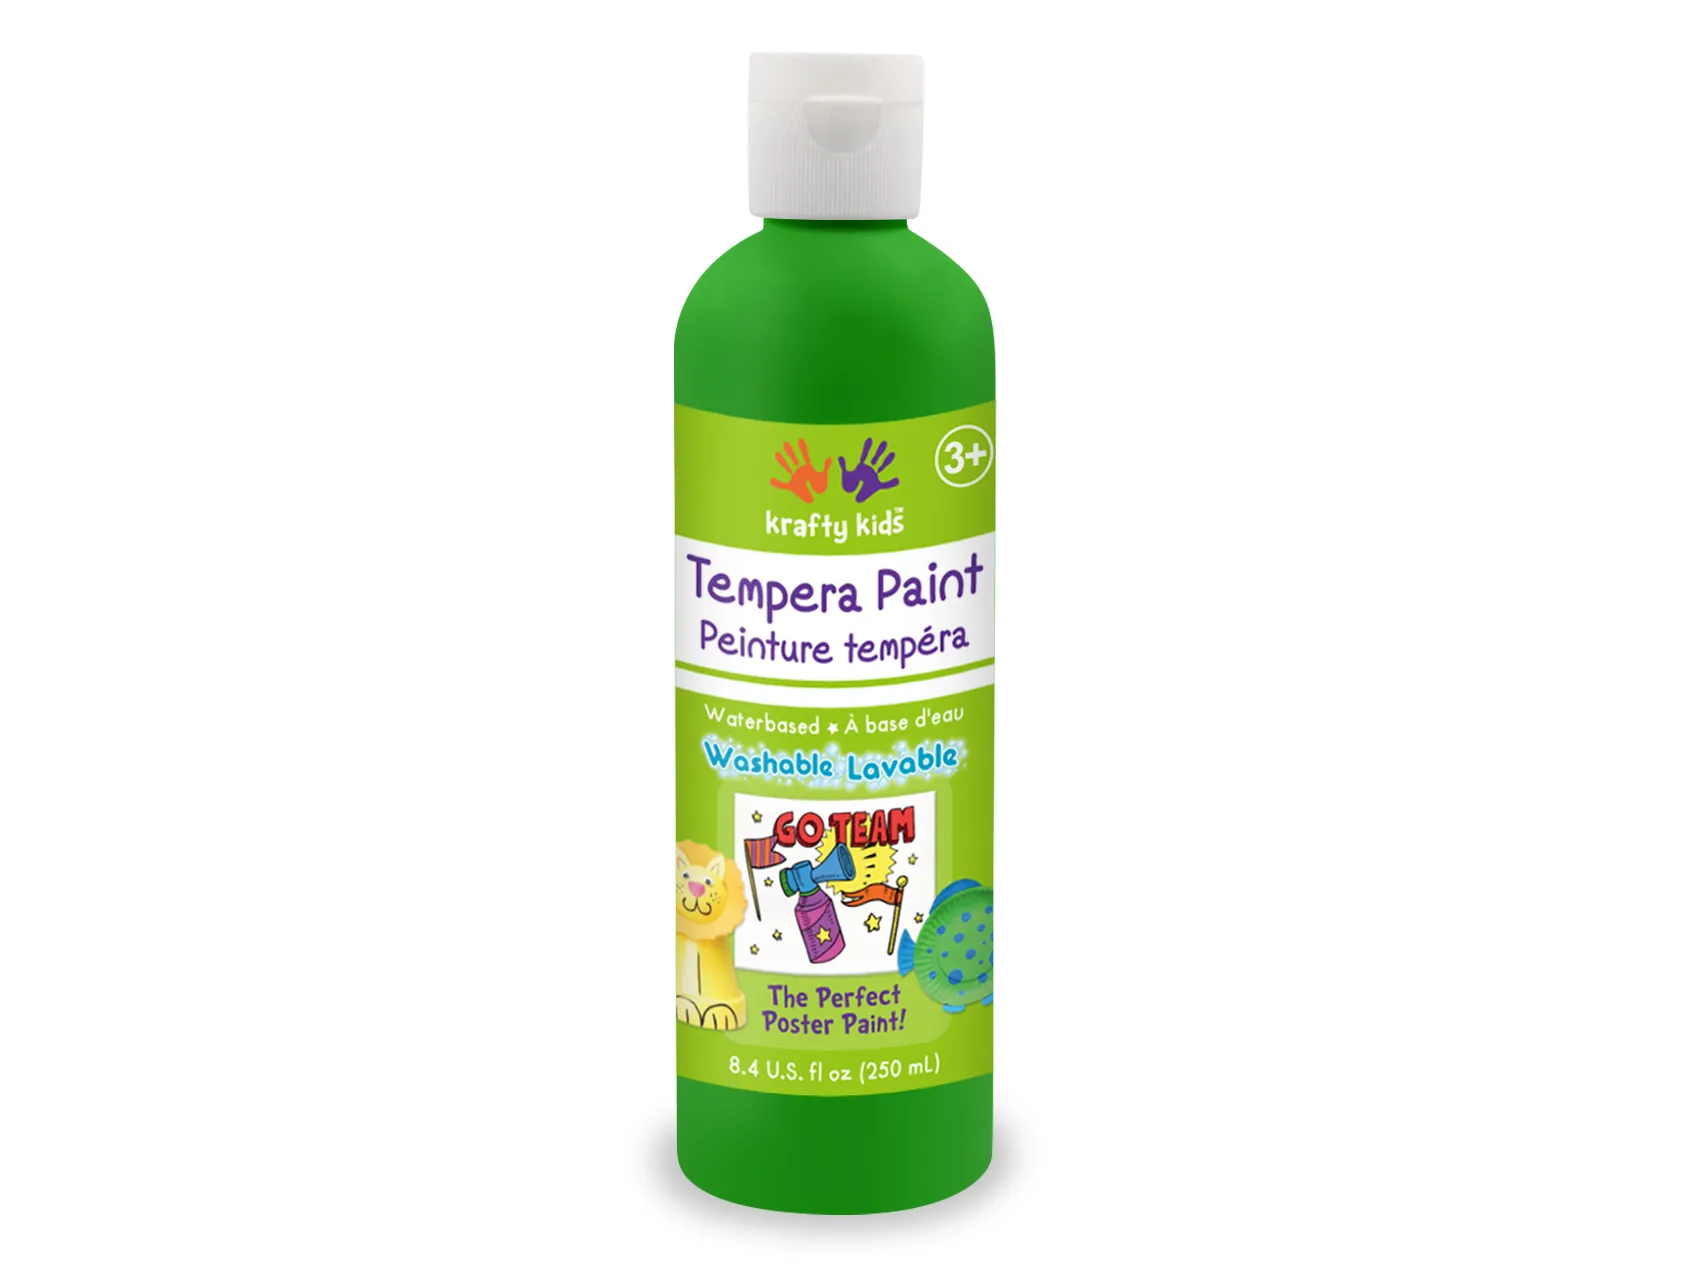 3+
krafty kids™
Tempera Paint
Peinture tempéra
Waterbased ★ À base d'eau
Washable Lavable
GO TEAM
The Perfect
Poster Paint!
8.4 U.S. fl oz (250 mL)